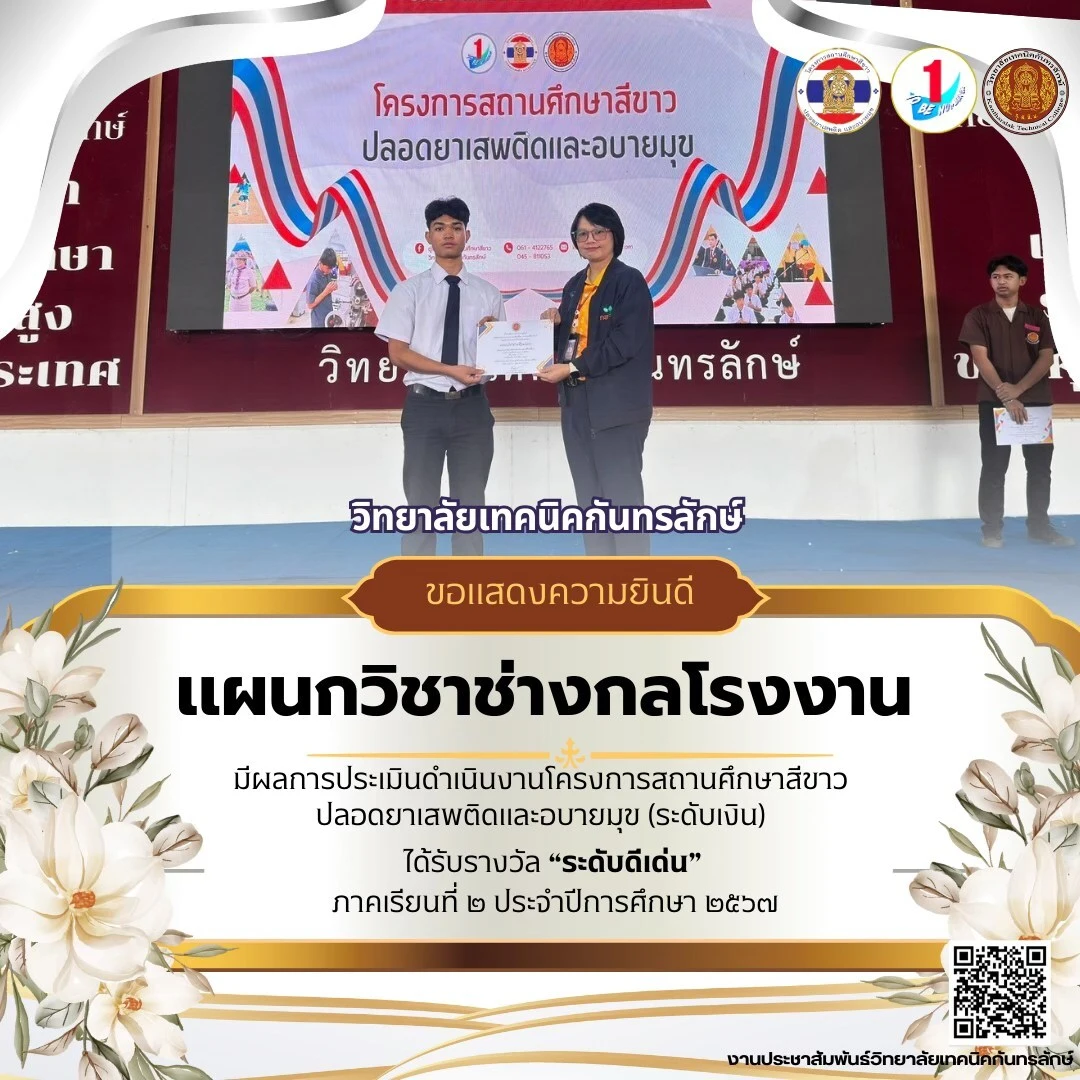 โครงการสถานศึกษาสีขาว
ปลอดยาเสพติดและอบายมุข
061 - 4122765
045 - 811053
วิทยาลัยเทคนิคกันทรลักษ์
ขอแสดงความยินดี
แผนกวิชาช่างกลโรงงาน
มีผลการประเมินดำเนินงานโครงการสถานศึกษาสีขาว
ปลอดยาเสพติดและอบายมุข (ระดับเงิน)
ได้รับรางวัล “ระดับดีเด่น”
ภาคเรียนที่ ๒ ประจำปีการศึกษา ๒๕๖๗
งานประชาสัมพันธ์วิทยาลัยเทคนิคกันทรลักษ์